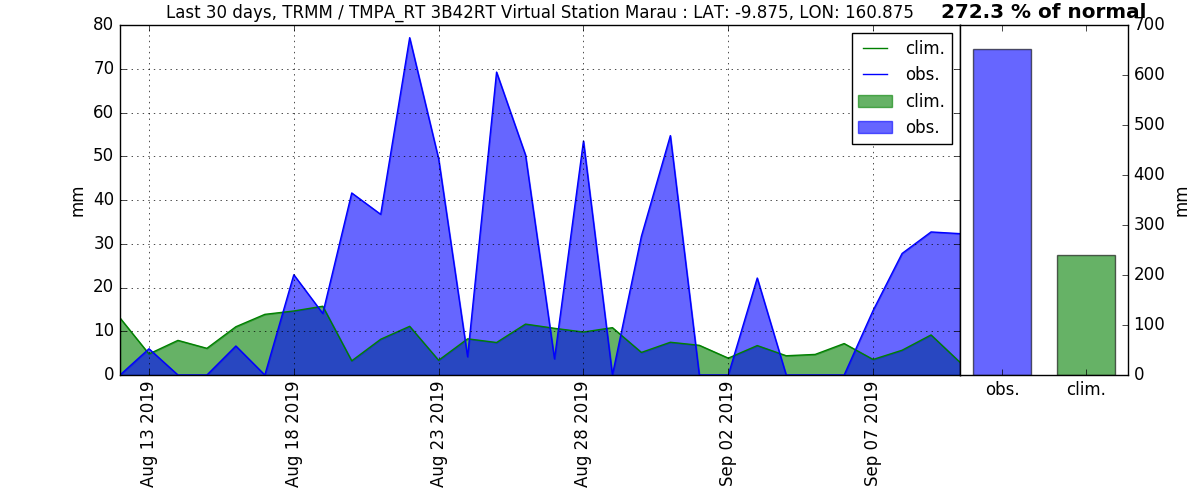 Last 30 days, TRMM / TMPA_RT 3B42RT Virtual Station Marau : LAT: -9.875, LON: 160.875
272.3 % of normal
80
70
60
50
40
30
20
10
0
mm
clim.
obs.
clim.
obs.
Aug 13 2019
Aug 18 2019
Aug 23 2019
Aug 28 2019
Sep 02 2019
Sep 07 2019
700
600
500
400
300
200
100
0
mm
obs.
clim.